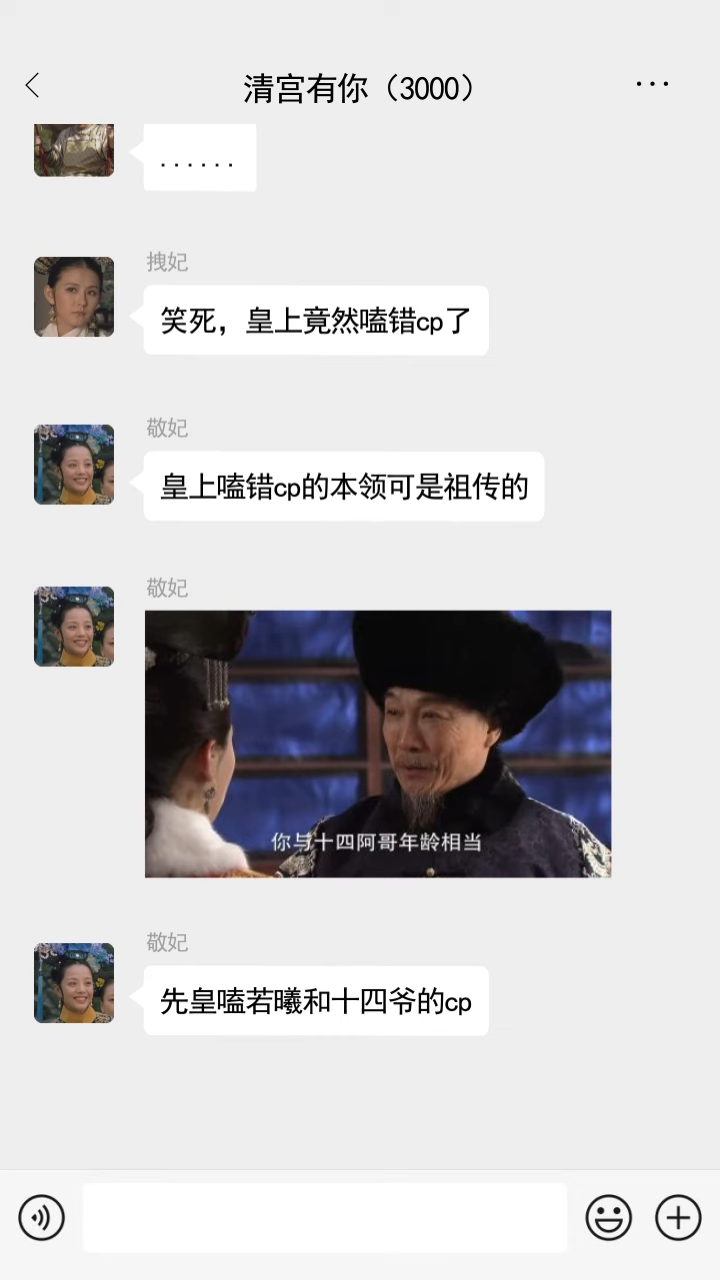 清宫有你（3000）
······
拽妃
笑死，皇上竟然嗑错cp了
敬妃
皇上嗑错cp的本领可是祖传的
敬妃
你与十四阿哥年龄相当
敬妃
先皇嗑若曦和十四爷的cp